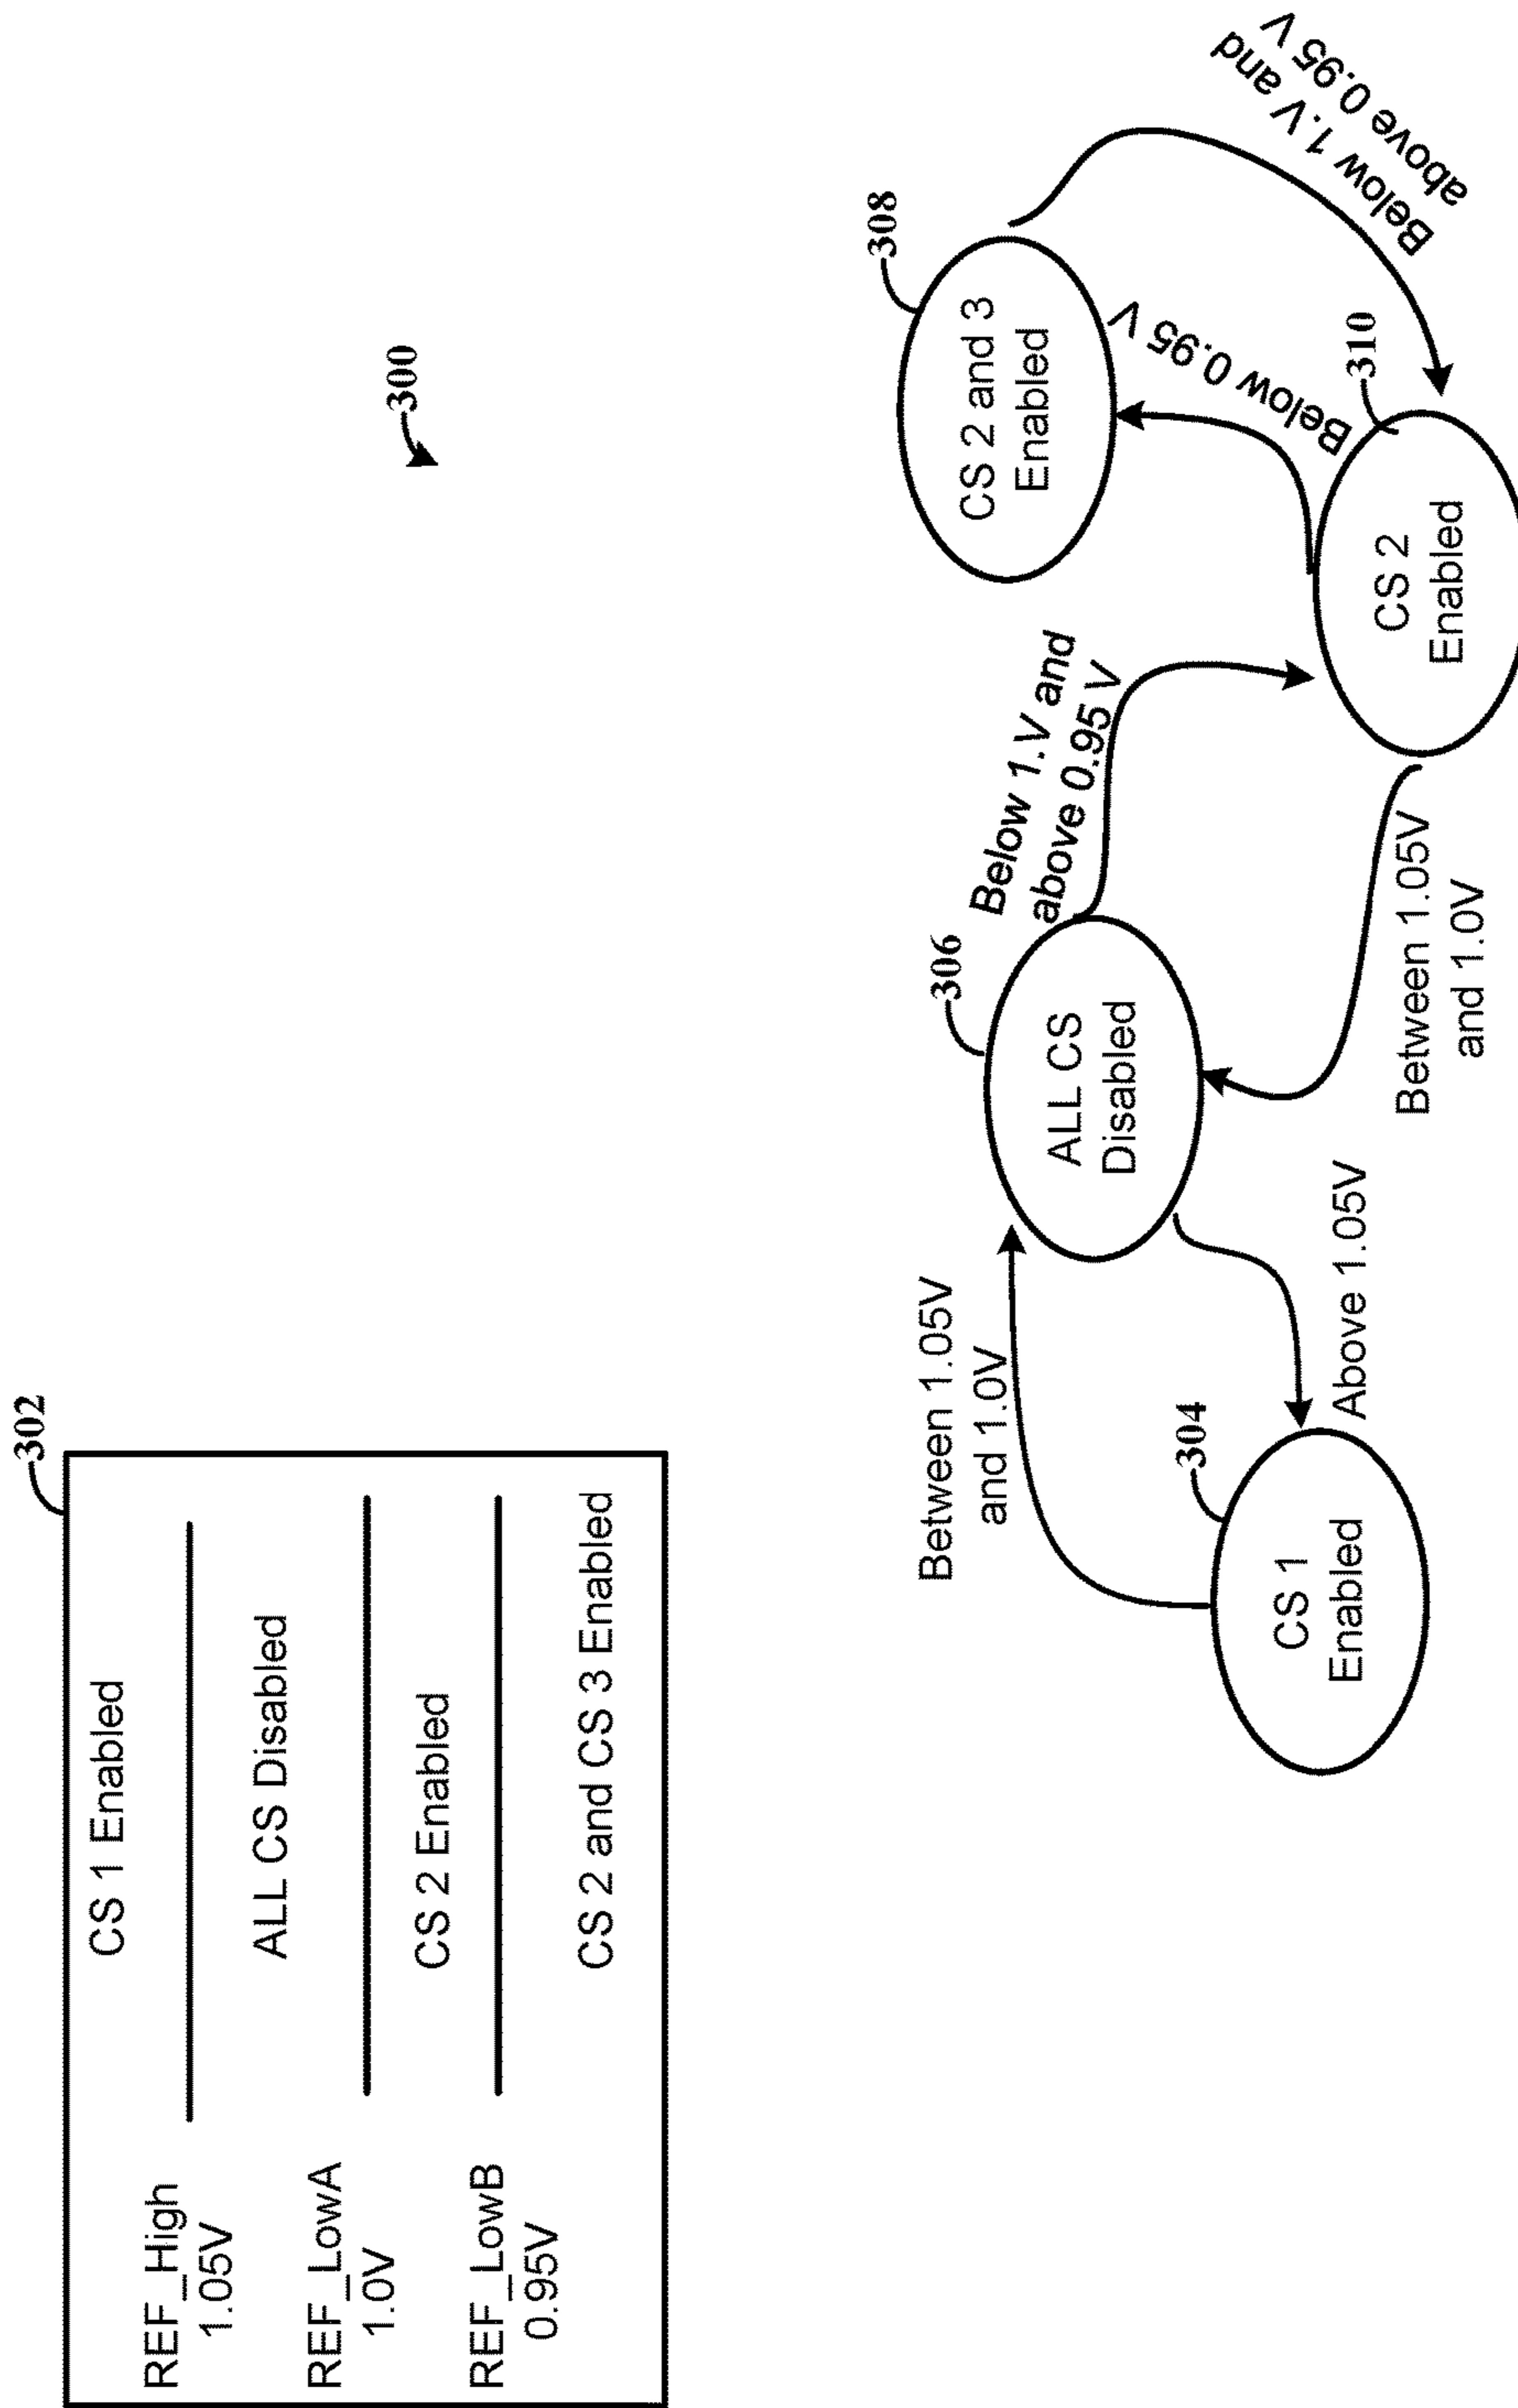 302
CS 1 Enabled
REF_High
1.05V
ALL CS Disabled
REF_LowA
1.0V
CS 2 Enabled
REF_LowB
0.95V
CS 2 and CS 3 Enabled
300
304
CS 1
Enabled
Between 1.05V
and 1.0V
Above 1.05V
306
ALL CS
Disabled
Below 1.V and
above 0.95 V
Between 1.05V
and 1.0V
308
CS 2 and 3
Enabled
Below 0.95 V
310
CS 2
Enabled
Below 1.V and
above 0.95 V